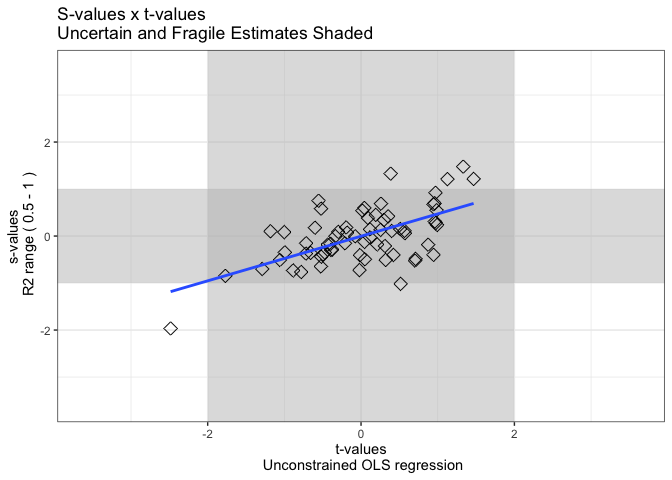 S-values x t-values
Uncertain and Fragile Estimates Shaded
s-values
R2 range ( 0.5 - 1 )
2
0
-2
-2
0
2
t-values
Unconstrained OLS regression